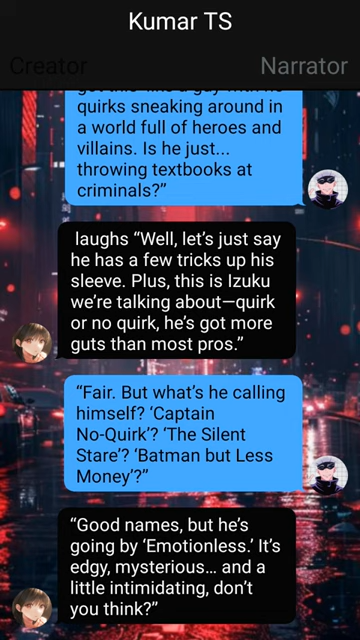 Kumar TS
Creator
Narrator
quirks sneaking around in
a world full of heroes and
villains. Is he just...
throwing textbooks at
criminals?”
laughs “Well, let’s just say
he has a few tricks up his
sleeve. Plus, this is Izuku
we’re talking about—quirk
or no quirk, he’s got more
guts than most pros.”
“Fair. But what’s he calling
himself? ‘Captain
No-Quirk’? ‘The Silent
Stare’? ‘Batman but Less
Money’?”
“Good names, but he’s
going by ‘Emotionless.’ It’s
edgy, mysterious… and a
little intimidating, don’t
you think?”